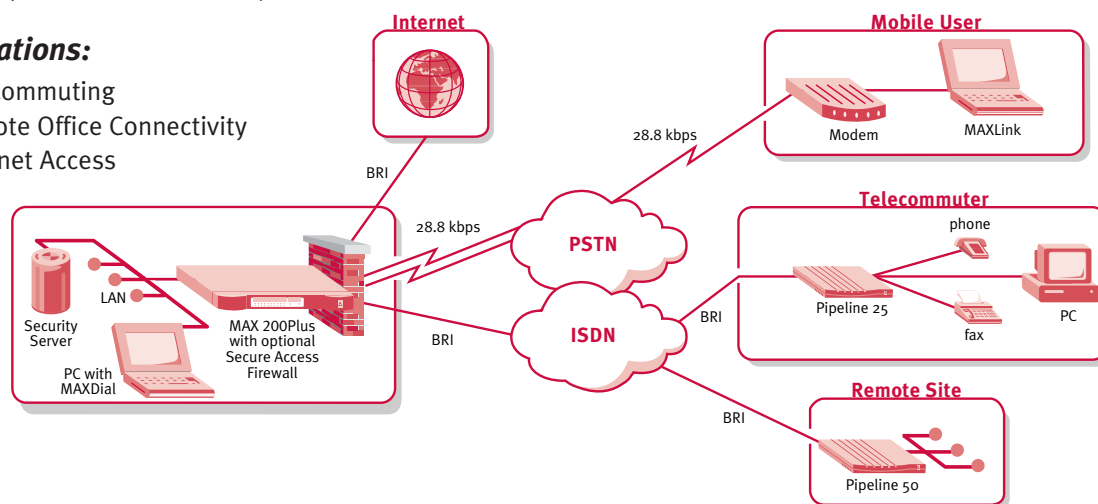 Internet
Mobile User
ations:
commuting
ote Office Connectivity
net Access
28.8 kbps
Modem
MAXLink
BRI
Telecommuter
28.8 kbps
PSTN
phone
LAN
Pipeline 25
PC
fax
Security
Server
MAX 200Plus
with optional
Secure Access
Firewall
BRI
ISDN
BRI
PC with
MAXDial
Remote Site
BRI
Pipeline 50